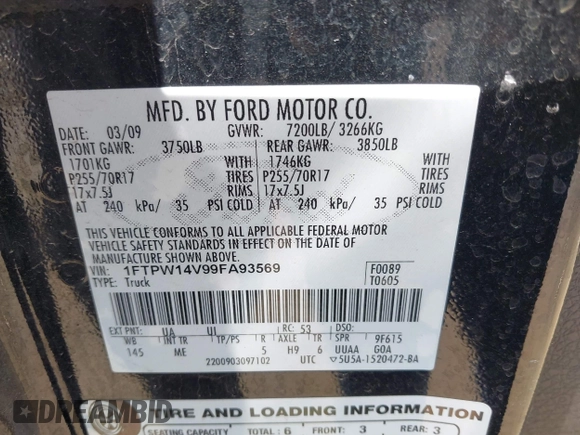 MFD. BY FORD MOTOR CO.
DATE: 03/09 GVWR: 7200LB/ 3266KG
FRONT GAWR: 3750LB REAR GAWR: 3850LB
1701KG WITH 1746KG WITH
P255/70R17 TIRES P255/70R17 TIRES
17x7.5J RIMS 17x7.5J RIMS
AT 240 kPa/ 35 PSI COLD AT 240 kPa/ 35 PSI COLD
THIS VEHICLE CONFORMS TO ALL APPLICABLE FEDERAL MOTOR
VEHICLE SAFETY STANDARDS IN EFFECT ON THE DATE OF
MANUFACTURE SHOWN ABOVE.
VIN: 1FTPW14V99FA93569 F0089
TYPE: Truck T0605
EXT PNT: UA UI RC: 53 DSO:
WB INT TR TP/PS R AXLE TR SPR 9F615
145 ME 5 H9 6 UUAA GOA
2200903097102 UTC ▽5U5A-1520472-BA
TIRE AND LOADING INFORMATION
SEATING CAPACITY TOTAL: 6 FRONT: 3 REAR: 3
DREAMBID